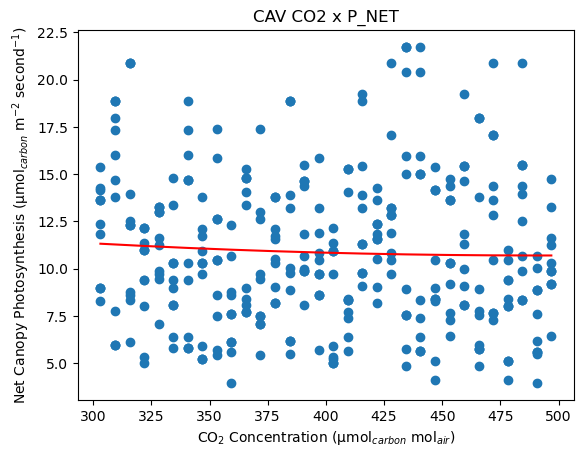 CAV CO2 x P_NET
Net Canopy Photosynthesis (μmol$_{carbon}$ m$^{-2}$ second$^{-1}$)
22.5
20.0
17.5
15.0
12.5
10.0
7.5
5.0
300 325 350 375 400 425 450 475 500
CO$_2$ Concentration (μmol$_{carbon}$ mol$_{air}$)